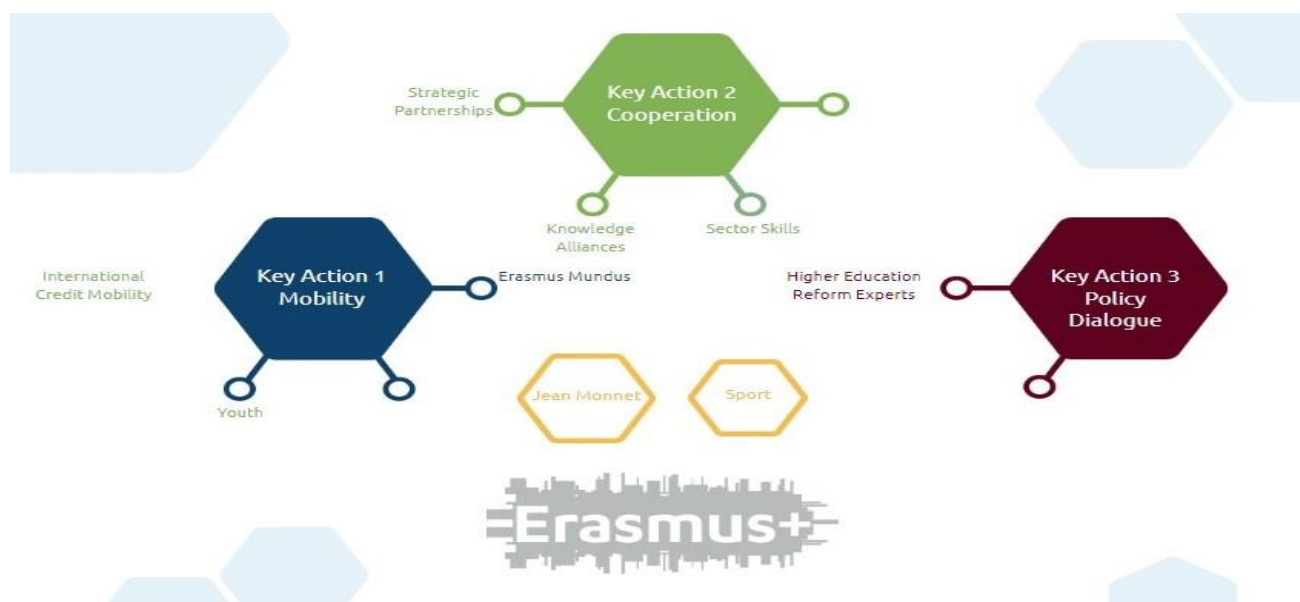 Key Action 2
Cooperation
Strategic
Partnerships
Knowledge
Alliances
Sector Skills
International
Credit Mobility
Key Action 1
Mobility
Erasmus Mundus
Youth
Higher Education
Reform Experts
Key Action 3
Policy
Dialogue
Jean Monnet
Sport
Erasmus+